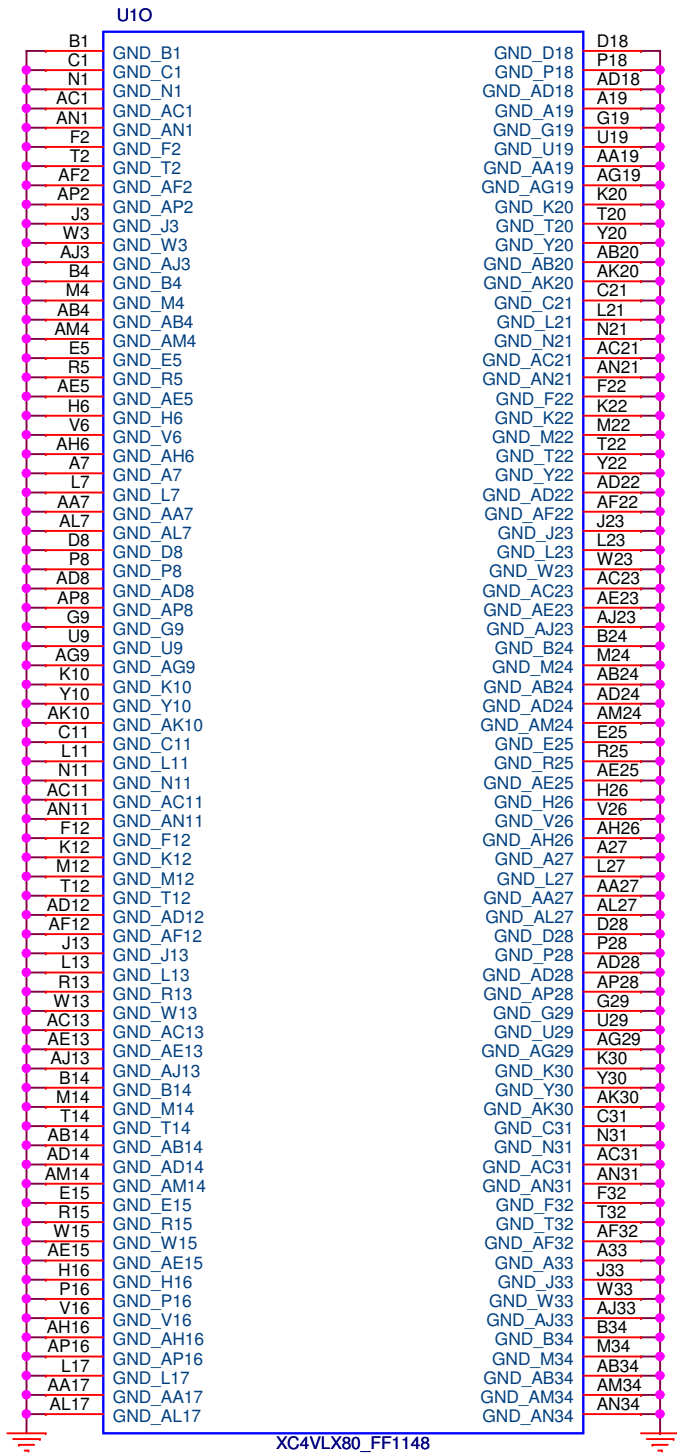 U1O
B1 GND_B1 GND_D18 D18
C1 GND_C1 GND_P18 P18
N1 GND_N1 GND_AD18 AD18
AC1 GND_AC1 GND_A19 A19
AN1 GND_AN1 GND_G19 G19
F2 GND_F2 GND_U19 U19
T2 GND_T2 GND_AA19 AA19
AF2 GND_AF2 GND_AG19 AG19
AP2 GND_AP2 GND_K20 K20
J3 GND_J3 GND_T20 T20
W3 GND_W3 GND_Y20 Y20
AJ3 GND_AJ3 GND_AB20 AB20
B4 GND_B4 GND_AK20 AK20
M4 GND_M4 GND_C21 C21
AB4 GND_AB4 GND_L21 L21
AM4 GND_AM4 GND_N21 N21
E5 GND_E5 GND_AC21 AC21
R5 GND_R5 GND_AN21 AN21
AE5 GND_AE5 GND_F22 F22
H6 GND_H6 GND_K22 K22
V6 GND_V6 GND_M22 M22
AH6 GND_AH6 GND_T22 T22
A7 GND_A7 GND_Y22 Y22
L7 GND_L7 GND_AD22 AD22
AA7 GND_AA7 GND_AF22 AF22
AL7 GND_AL7 GND_J23 J23
D8 GND_D8 GND_L23 L23
P8 GND_P8 GND_W23 W23
AD8 GND_AD8 GND_AC23 AC23
AP8 GND_AP8 GND_AE23 AE23
G9 GND_G9 GND_AJ23 AJ23
U9 GND_U9 GND_B24 B24
AG9 GND_AG9 GND_M24 M24
K10 GND_K10 GND_AB24 AB24
Y10 GND_Y10 GND_AD24 AD24
AK10 GND_AK10 GND_AM24 AM24
C11 GND_C11 GND_E25 E25
L11 GND_L11 GND_R25 R25
N11 GND_N11 GND_AE25 AE25
AC11 GND_AC11 GND_H26 H26
AN11 GND_AN11 GND_V26 V26
F12 GND_F12 GND_AH26 AH26
K12 GND_K12 GND_A27 A27
M12 GND_M12 GND_L27 L27
T12 GND_T12 GND_AA27 AA27
AD12 GND_AD12 GND_AL27 AL27
AF12 GND_AF12 GND_D28 D28
J13 GND_J13 GND_P28 P28
L13 GND_L13 GND_AD28 AD28
R13 GND_R13 GND_AP28 AP28
W13 GND_W13 GND_G29 G29
AC13 GND_AC13 GND_U29 U29
AE13 GND_AE13 GND_AG29 AG29
AJ13 GND_AJ13 GND_K30 K30
B14 GND_B14 GND_Y30 Y30
M14 GND_M14 GND_AK30 AK30
T14 GND_T14 GND_C31 C31
AB14 GND_AB14 GND_N31 N31
AD14 GND_AD14 GND_AC31 AC31
AM14 GND_AM14 GND_AN31 AN31
E15 GND_E15 GND_F32 F32
R15 GND_R15 GND_T32 T32
W15 GND_W15 GND_AF32 AF32
AE15 GND_AE15 GND_A33 A33
H16 GND_H16 GND_J33 J33
P16 GND_P16 GND_W33 W33
V16 GND_V16 GND_AJ33 AJ33
AH16 GND_AH16 GND_B34 B34
AP16 GND_AP16 GND_M34 M34
L17 GND_L17 GND_AB34 AB34
AA17 GND_AA17 GND_AM34 AM34
AL17 GND_AL17 GND_AN34 AN34
XC4VLX80_FF1148